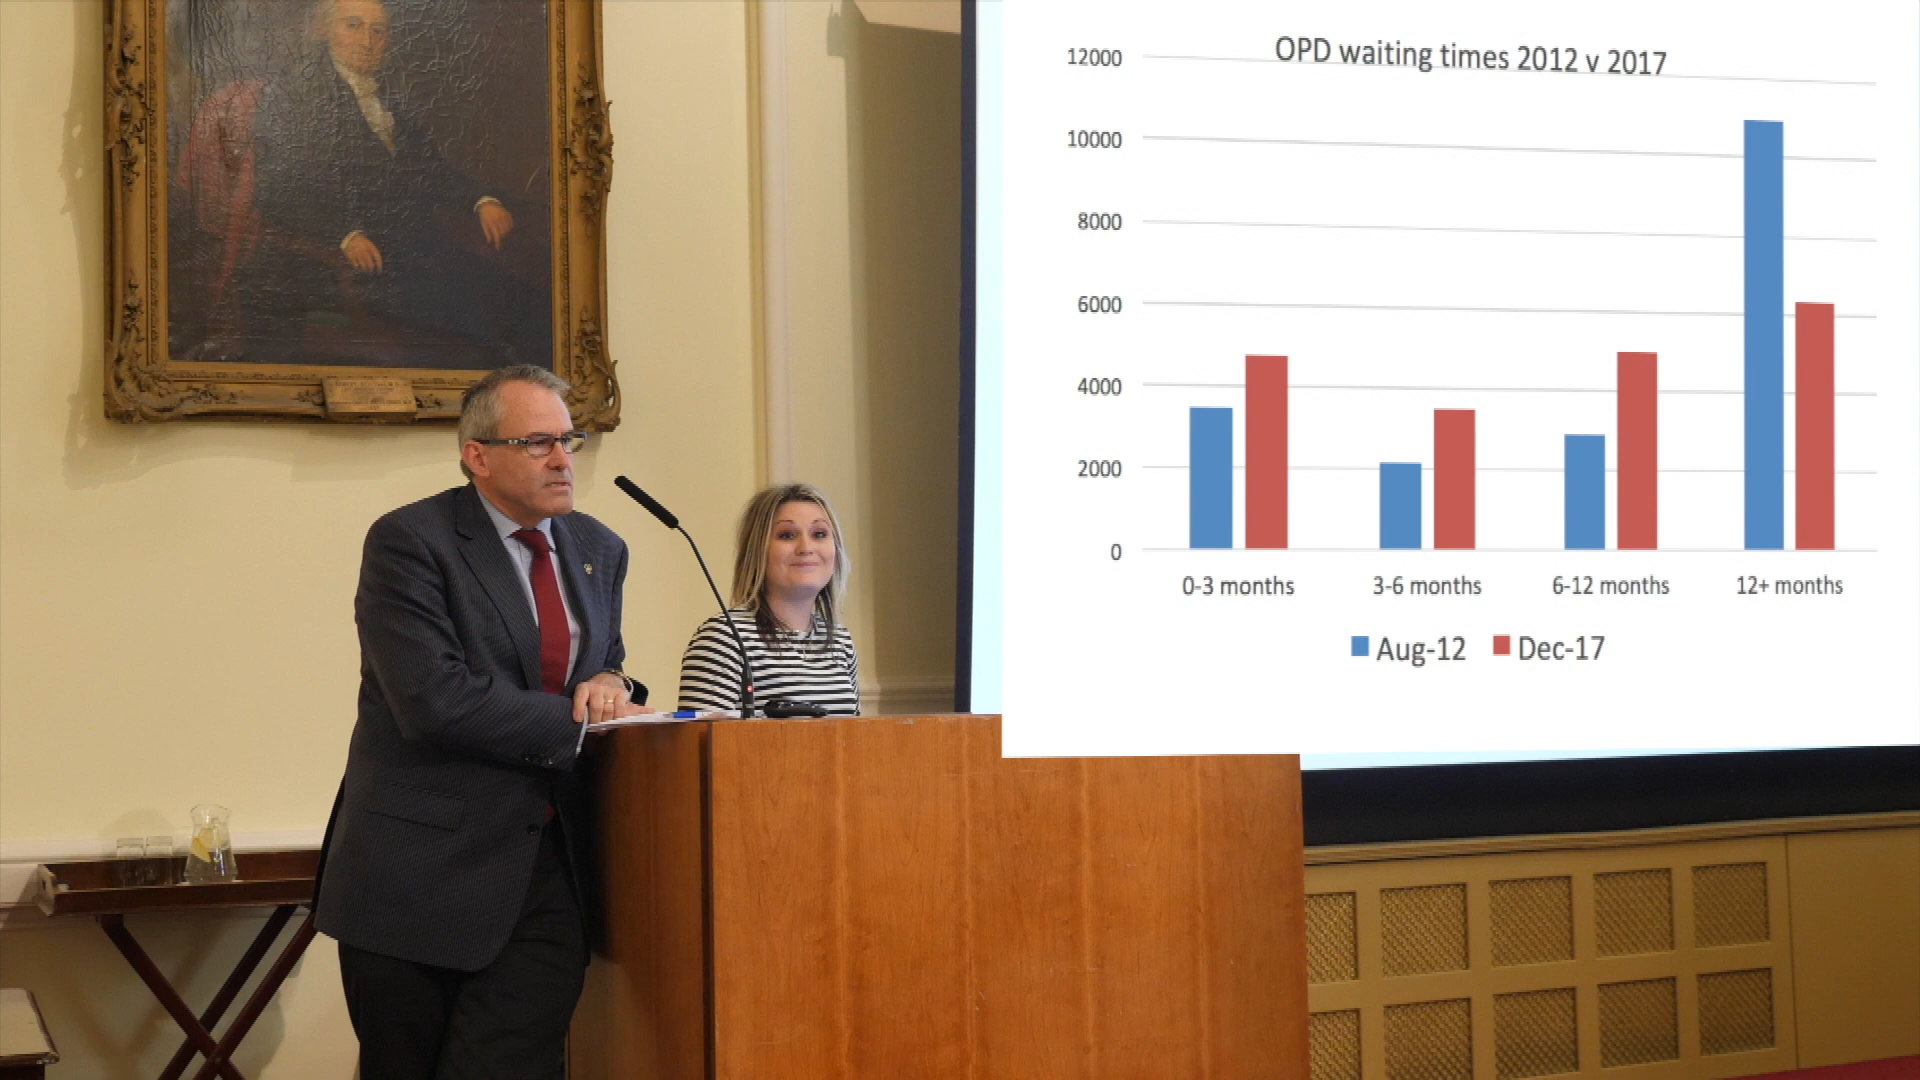 OPD waiting times 2012 v 2017
12000
10000
8000
6000
4000
2000
0
0-3 months 3-6 months 6-12 months 12+ months
Aug-12 Dec-17